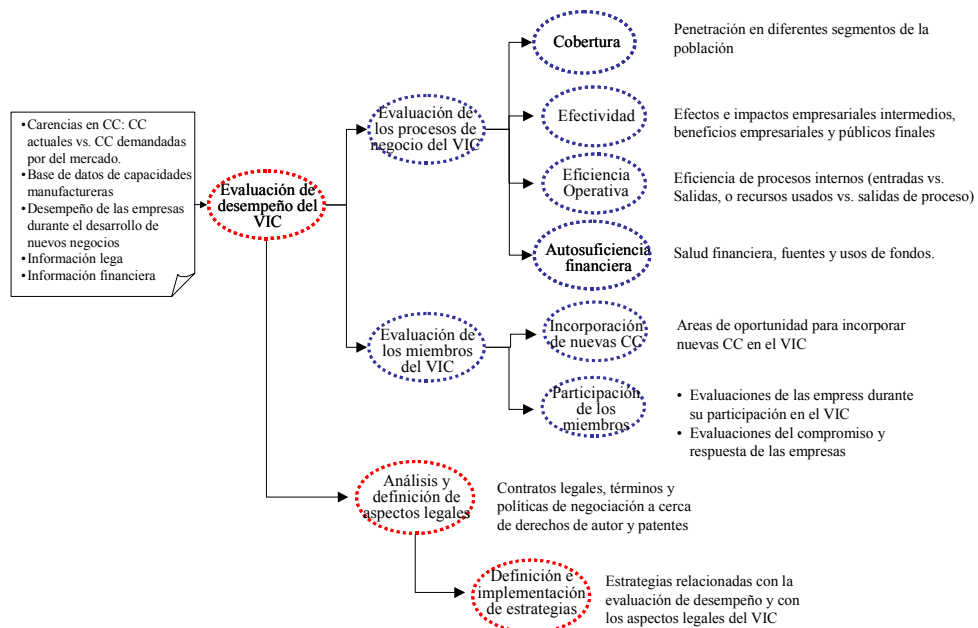 •Carencias en CC: CC
actuales vs. CC demandadas
por del mercado.
•Base de datos de capacidades
manufactureras
•Desempeño de las empresas
durante el desarrollo de
nuevos negocios
•Información lega
•Información financiera
Evaluación de
desempeño del
VIC
Evaluación de
los procesos de
negocio del VIC
Cobertura
Penetración en diferentes segmentos de la
población
Efectividad
Efectos e impactos empresariales intermedios,
beneficios empresariales y públicos finales
Eficiencia
Operativa
Eficiencia de procesos internos (entradas vs.
Salidas, o recursos usados vs. salidas de proceso)
Autosuficiencia
financiera
Salud financiera, fuentes y usos de fondos.
Evaluación de
los miembros
del VIC
Incorporación
de nuevas CC
Areas de oportunidad para incorporar
nuevas CC en el VIC
Participación
de los
miembros
• Evaluaciones de las empress durante
su participación en el VIC
• Evaluaciones del compromiso y
respuesta de las empresas
Análisis y
definición de
aspectos legales
Contratos legales, términos y
políticas de negociación a cerca
de derechos de autor y patentes
Definición e
implementación
de estrategias
Estrategias relacionadas con la
evaluación de desempeño y con
los aspectos legales del VIC